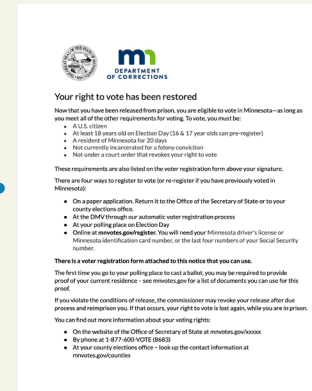 DEPARTMENT
OF CORRECTIONS
Your right to vote has been restored
Now that you have been released from prison, you are eligible to vote in Minnesota—as long as
you meet all of the other requirements for voting. To vote, you must be:
• A U.S. citizen
• At least 18 years old on Election Day (16 & 17 year olds can pre-register)
• A resident of Minnesota for 20 days
• Not currently incarcerated for a felony conviction
• Not under a court order that revokes your right to vote
These requirements are also listed on the voter registration form above your signature.
There are four ways to register to vote (or re-register if you have previously voted in
Minnesota):
• On a paper application. Return it to the Office of the Secretary of State or to your
county elections office.
• At the DMV through our automatic voter registration process
• At your polling place on Election Day
• Online at mnvotes.gov/register. You will need your Minnesota driver's license or
Minnesota identification card number, or the last four numbers of your Social Security
number.
There is a voter registration form attached to this notice that you can use.
The first time you go to your polling place to cast a ballot, you may be required to provide
proof of your current residence – see mnvotes.gov for a list of documents you can use for this
proof.
If you violate the conditions of release, the commissioner may revoke your release after due
process and reimprison you. If that occurs, your right to vote is lost again, while you are in prison.
You can find out more information about your voting rights:
• On the website of the Office of Secretary of State at mnvotes.gov/xxxxx
• By phone at 1-877-600-VOTE (8683)
• At your county elections office – look up the contact information at
mnvotes.gov/counties